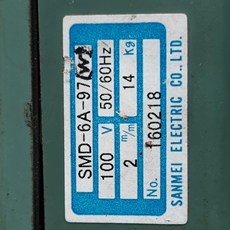 SMD-6A-97(W)
100 V 50/60Hz
2 m/m 14 Kg
No. 160218
SANMEI ELECTRIC CO., LTD.